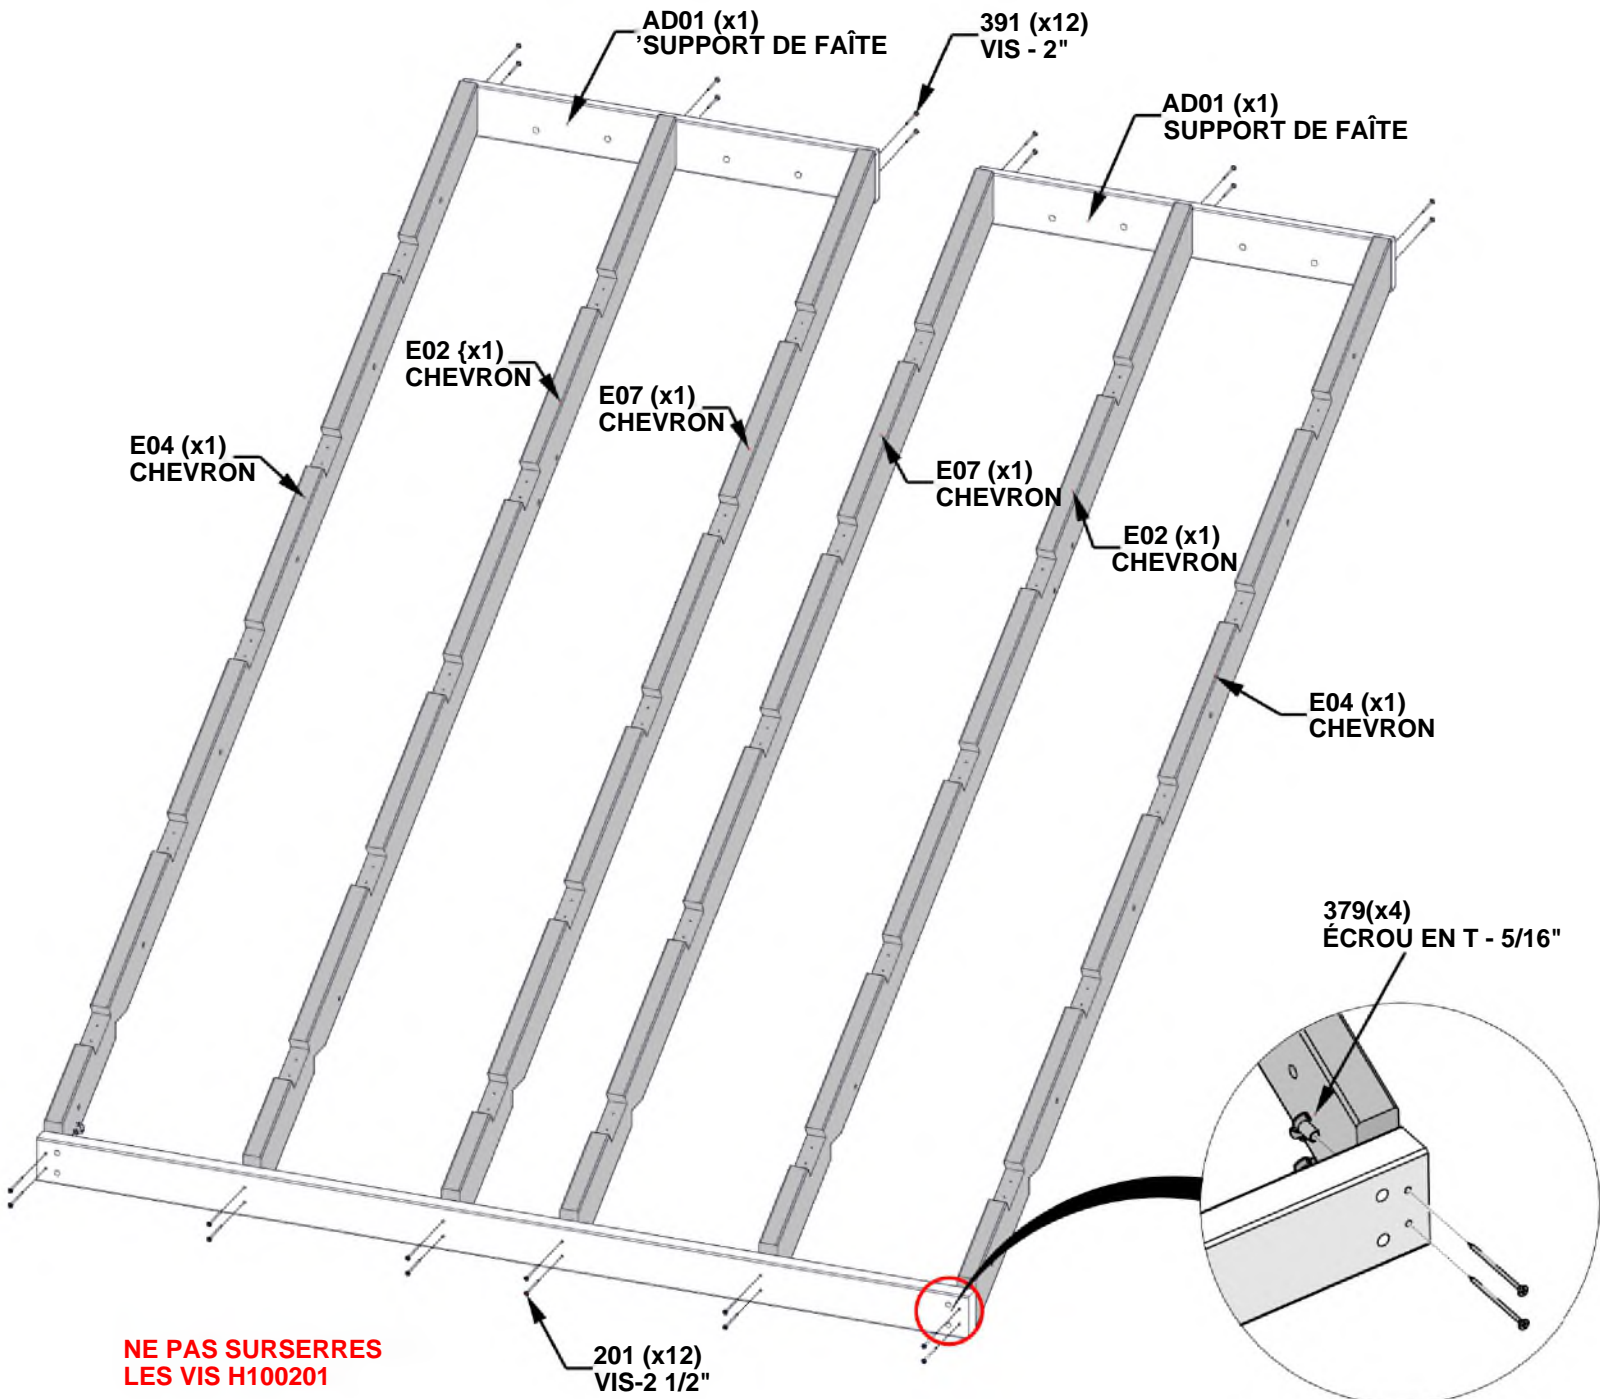 AD01 (x1)
'SUPPORT DE FAÎTE
391 (x12)
VIS - 2"
AD01 (x1)
SUPPORT DE FAÎTE
E02 {x1)
CHEVRON
E07 (x1)
CHEVRON
E04 (x1)
CHEVRON
E07 (x1)
CHEVRON
E02 (x1)
CHEVRON
E04 (x1)
CHEVRON
379(x4)
ÉCROU EN T - 5/16"
NE PAS SURSERRES
LES VIS H100201
201 (x12)
VIS-2 1/2"